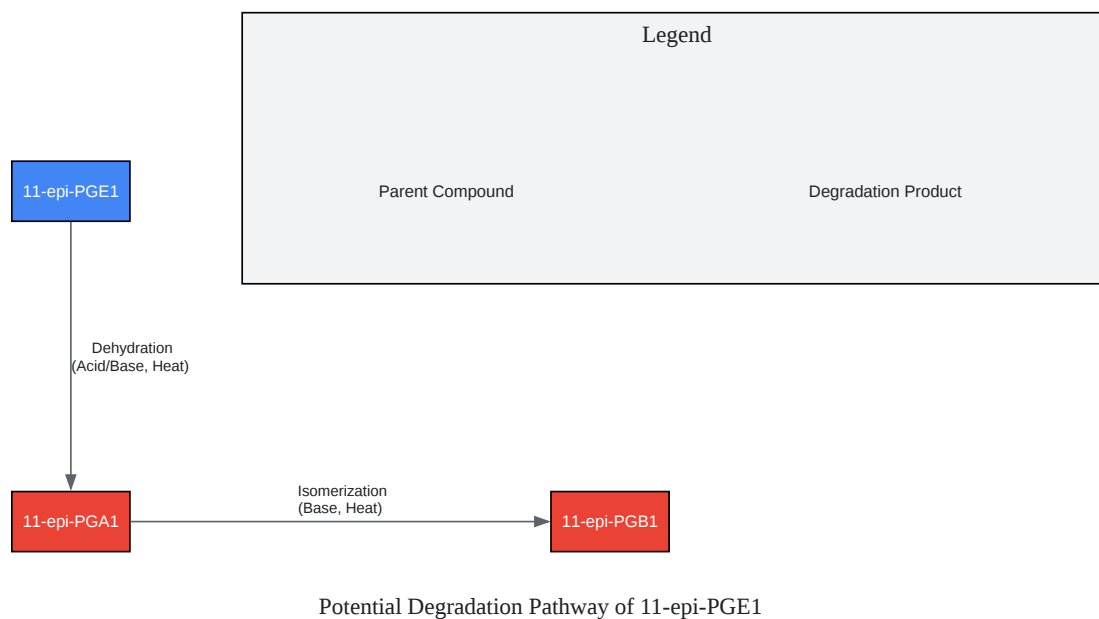 Legend
11-epi-PGE1
Parent Compound
Degradation Product
Dehydration
(Acid/Base, Heat)
11-epi-PGA1
Isomerization
(Base, Heat)
11-epi-PGB1
Potential Degradation Pathway of 11-epi-PGE1